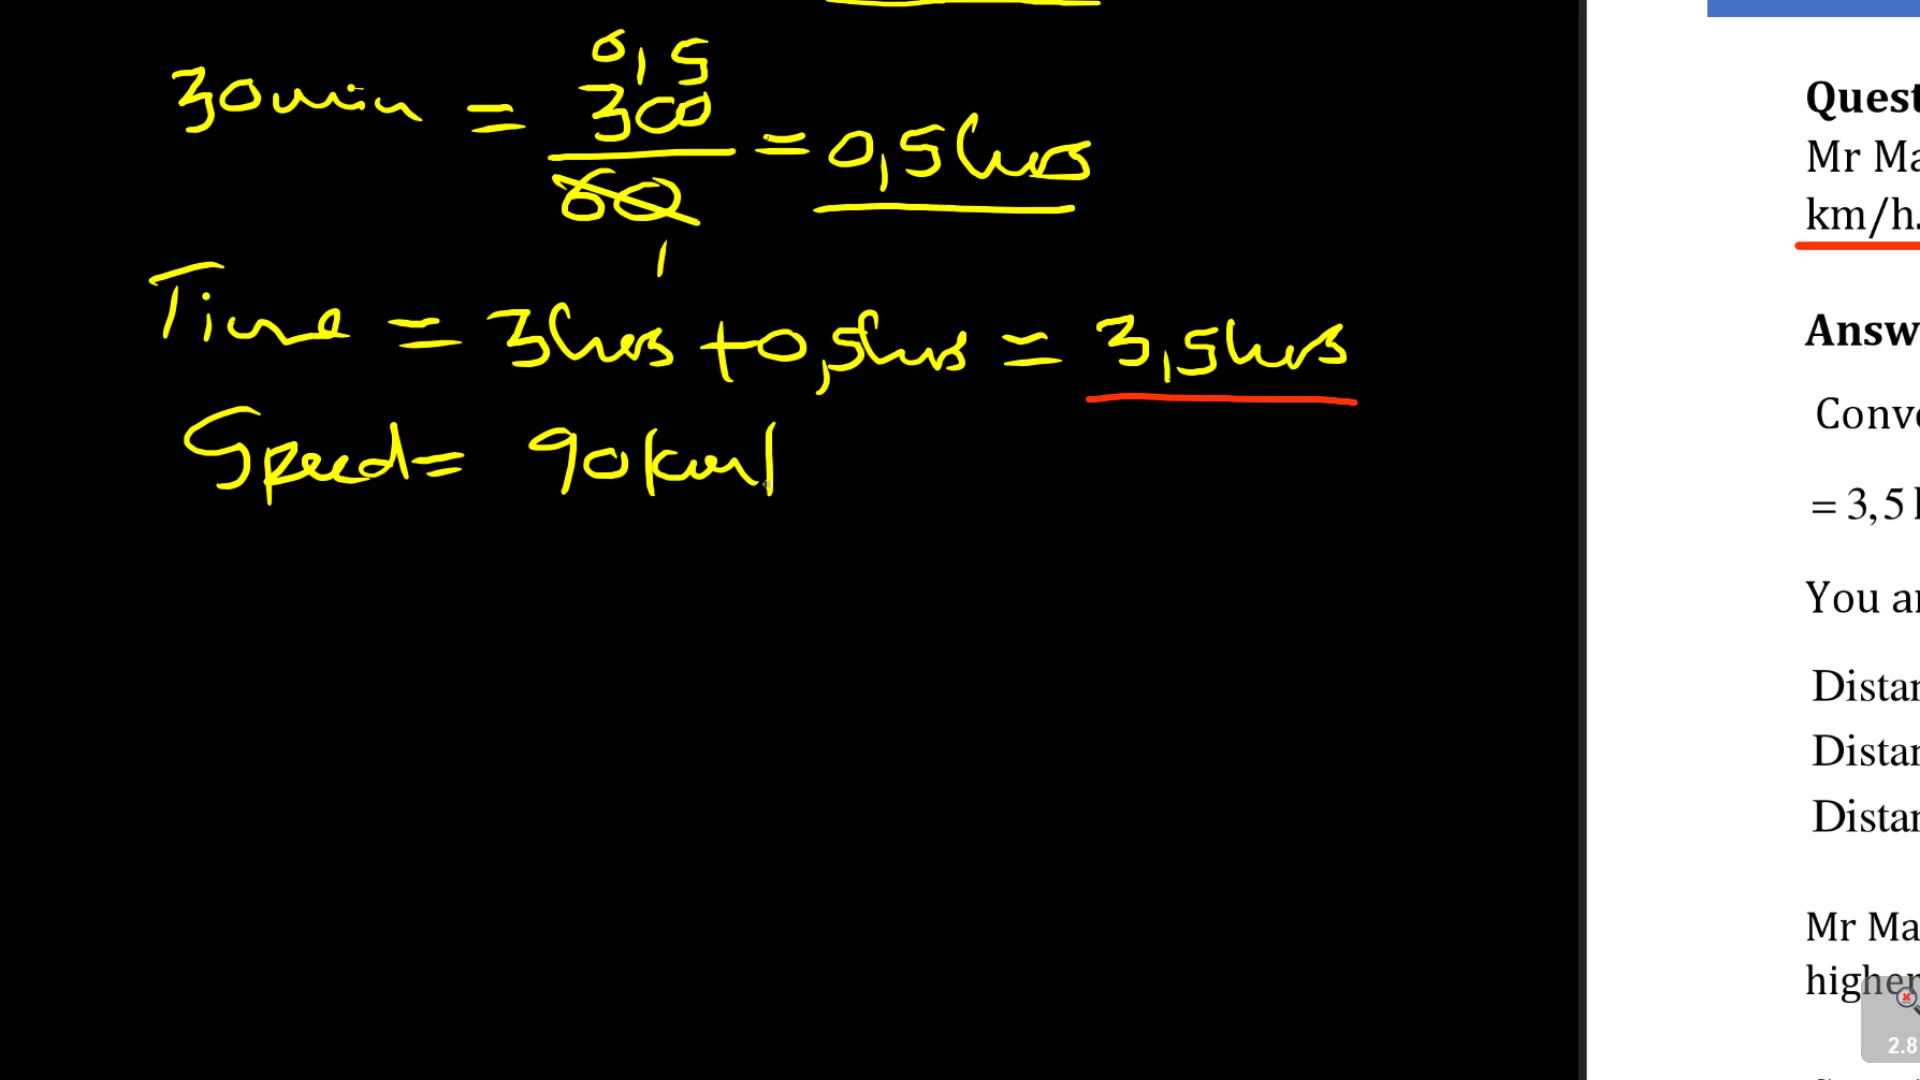 0,5
30min = 300/60 = 0,5hrs
1
Time = 3hrs + 0,5hrs = 3,5hrs
Speed = 90km/
Quest
Mr Ma
km/h.
Answ
Conve
= 3,5 h
You ar
Distan
Distan
Distan
Mr Ma
higher
2.8